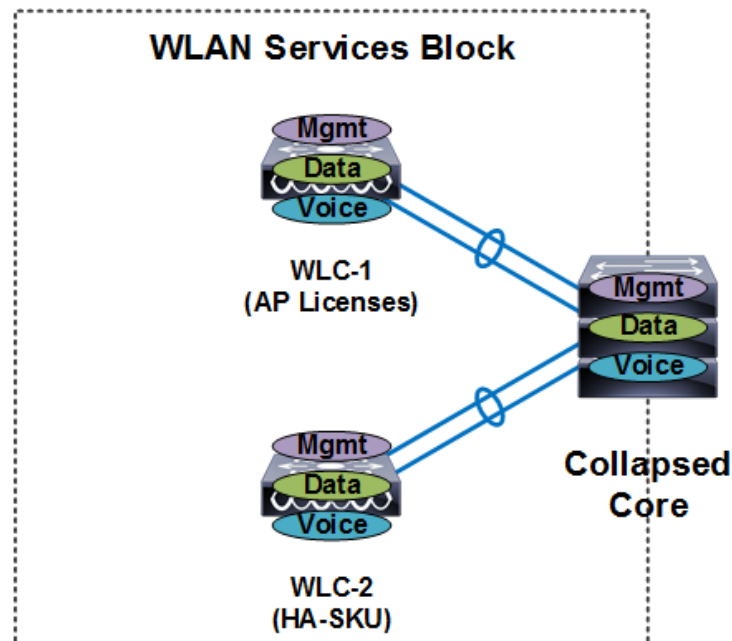 WLAN Services Block
Mgmt
Data
Voice
WLC-1
(AP Licenses)
Mgmt
Data
Voice
Collapsed
Core
Mgmt
Data
Voice
WLC-2
(HA-SKU)